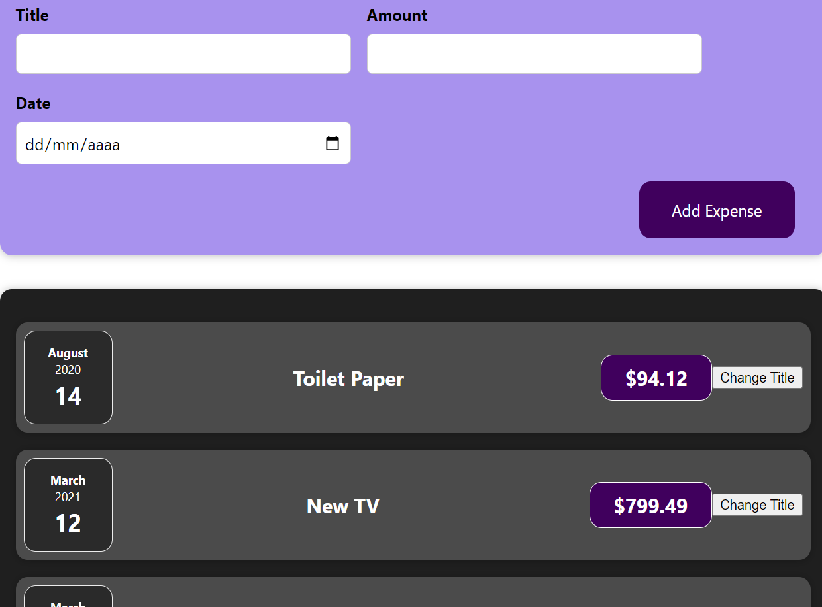 Title
Amount
Date
dd/mm/aaaa
Add Expense
August
2020
14
Toilet Paper
$94.12
Change Title
March
2021
12
New TV
$799.49
Change Title
March